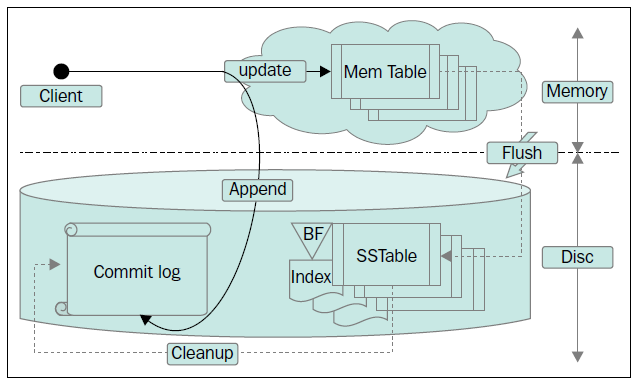 update
Mem Table
Client
Memory
Flush
Append
BF
SSTable
Index
Commit log
Disc
Cleanup